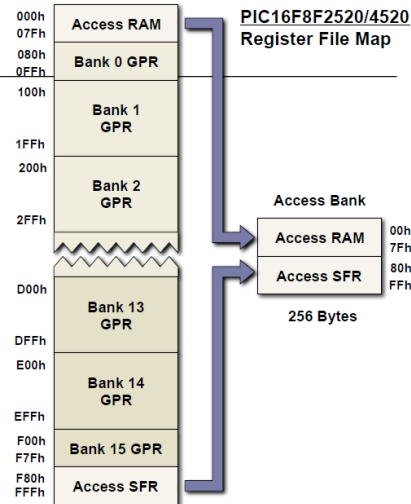 PIC16F8F2520/4520
Register File Map
000h
Access RAM
07Fh
080h
Bank 0 GPR
0FFh
100h
Bank 1
GPR
1FFh
200h
Bank 2
GPR
2FFh
D00h
Bank 13
GPR
DFFh
E00h
Bank 14
GPR
EFFh
F00h
Bank 15 GPR
F7Fh
F80h
Access SFR
FFFh
Access Bank
Access RAM
00h
7Fh
Access SFR
80h
FFh
256 Bytes